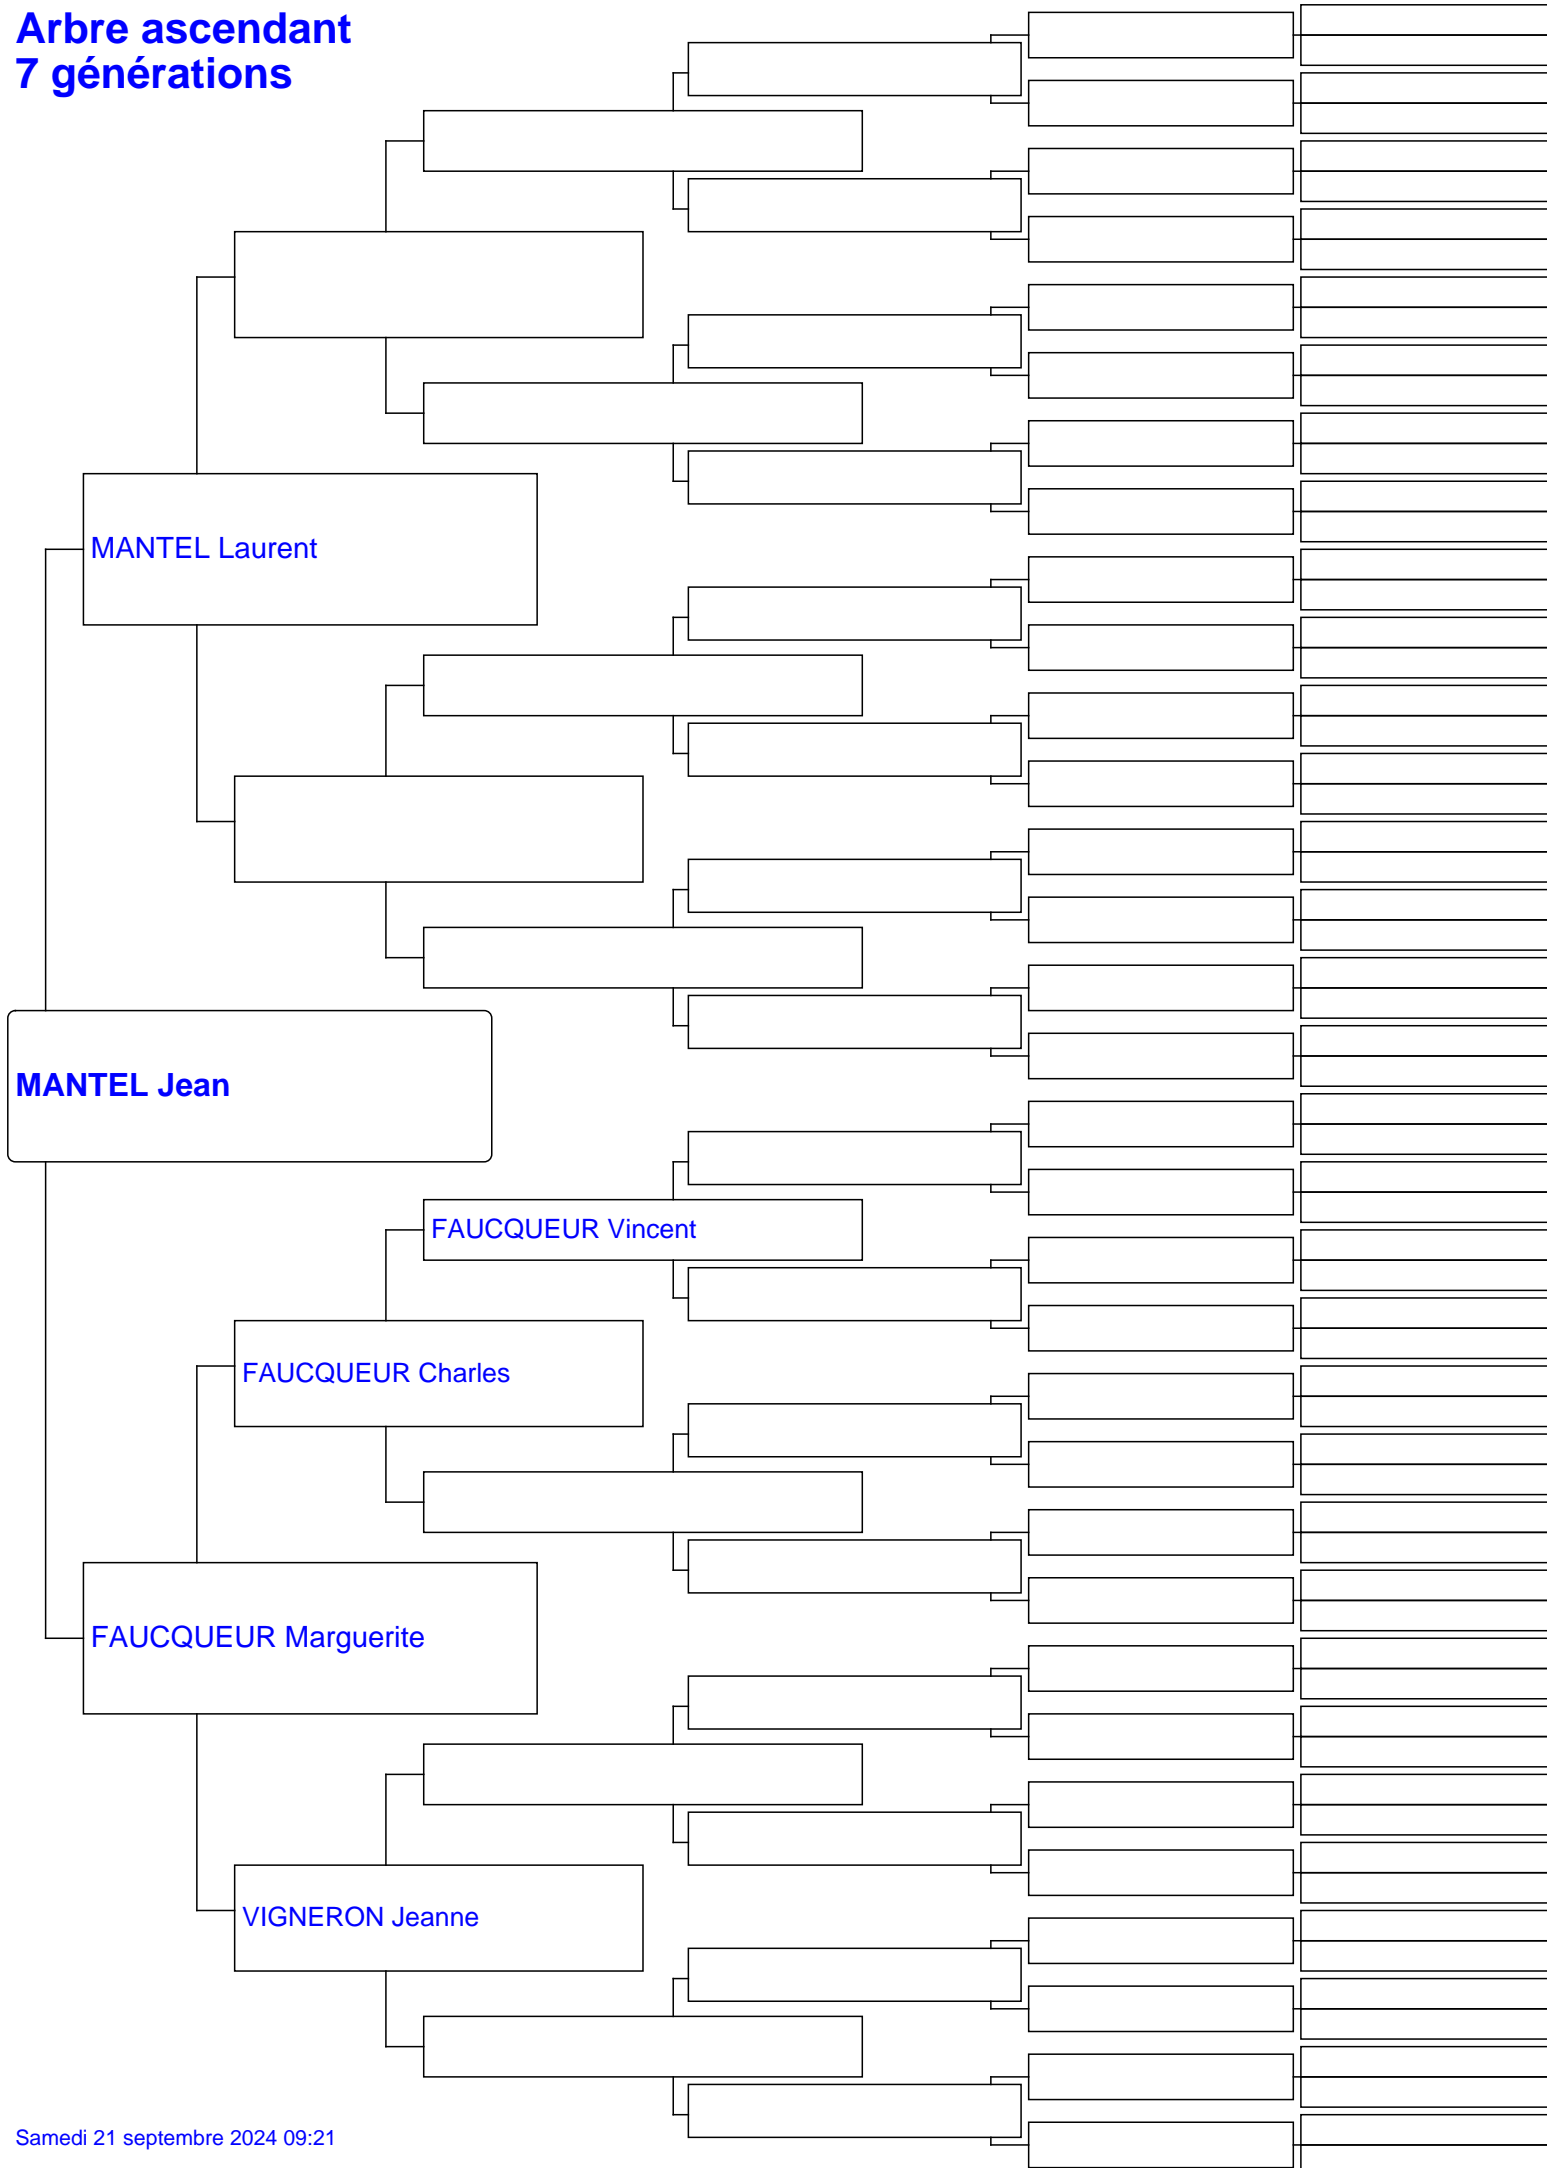 Arbre ascendant
7 générations
MANTEL Laurent
MANTEL Jean
FAUCQUEUR Vincent
FAUCQUEUR Charles
FAUCQUEUR Marguerite
VIGNERON Jeanne
Samedi 21 septembre 2024 09:21